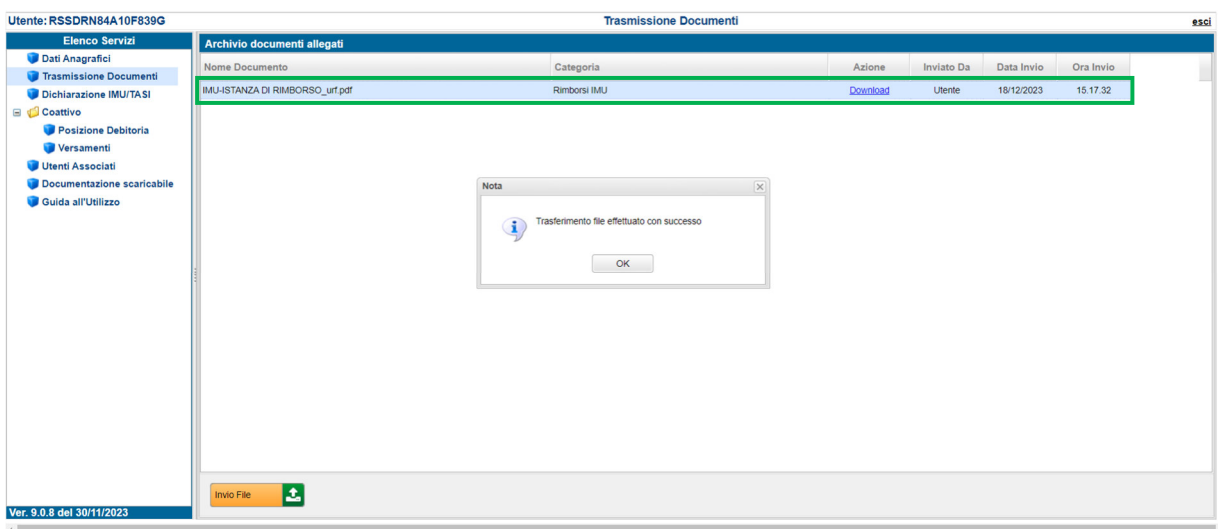 Utente: RSSDRN84A10F839G
Trasmissione Documenti
esci
Elenco Servizi
Dati Anagrafici
Trasmissione Documenti
Dichiarazione IMU/TASI
Coattivo
Posizione Debitoria
Versamenti
Utenti Associati
Documentazione scaricabile
Guida all'Utilizzo
Ver. 9.0.8 del 30/11/2023
Archivio documenti allegati
Nome Documento Categoria Azione Inviato Da Data Invio Ora Invio
IMU-ISTANZA DI RIMBORSO_urf.pdf Rimborsi IMU Download Utente 18/12/2023 15.17.32
Nota
Trasferimento file effettuato con successo
OK
Invio File